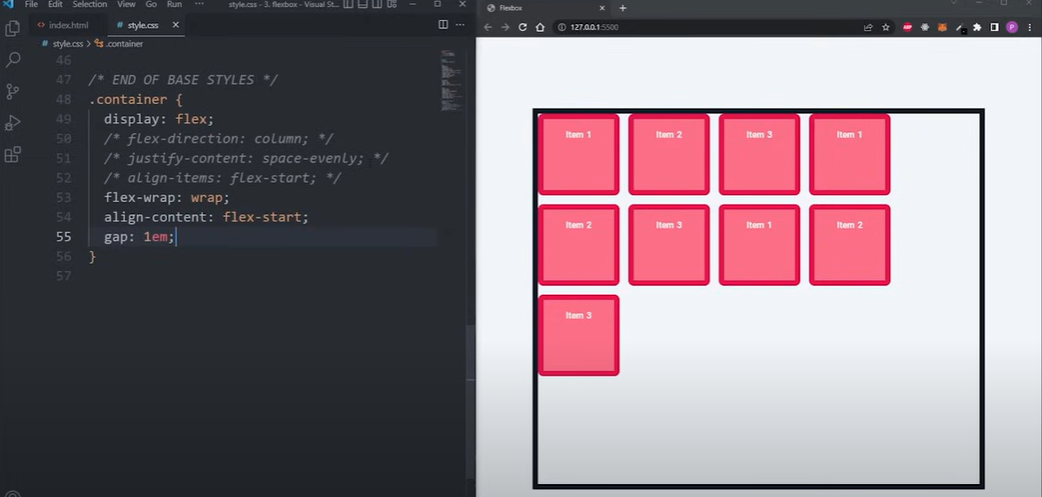 File Edit Selection View Go Run ··· style.css - 3. flexbox - Visual St...
index.html style.css
style.css > .container
46
47 /* END OF BASE STYLES */
48 .container {
49 display: flex;
50 /* flex-direction: column; */
51 /* justify-content: space-evenly; */
52 /* align-items: flex-start; */
53 flex-wrap: wrap;
54 align-content: flex-start;
55 gap: 1em;
56 }
57
Flexbox
127.0.0.1:5500
ABP P
Item 1 Item 2 Item 3 Item 1
Item 2 Item 3 Item 1 Item 2
Item 3